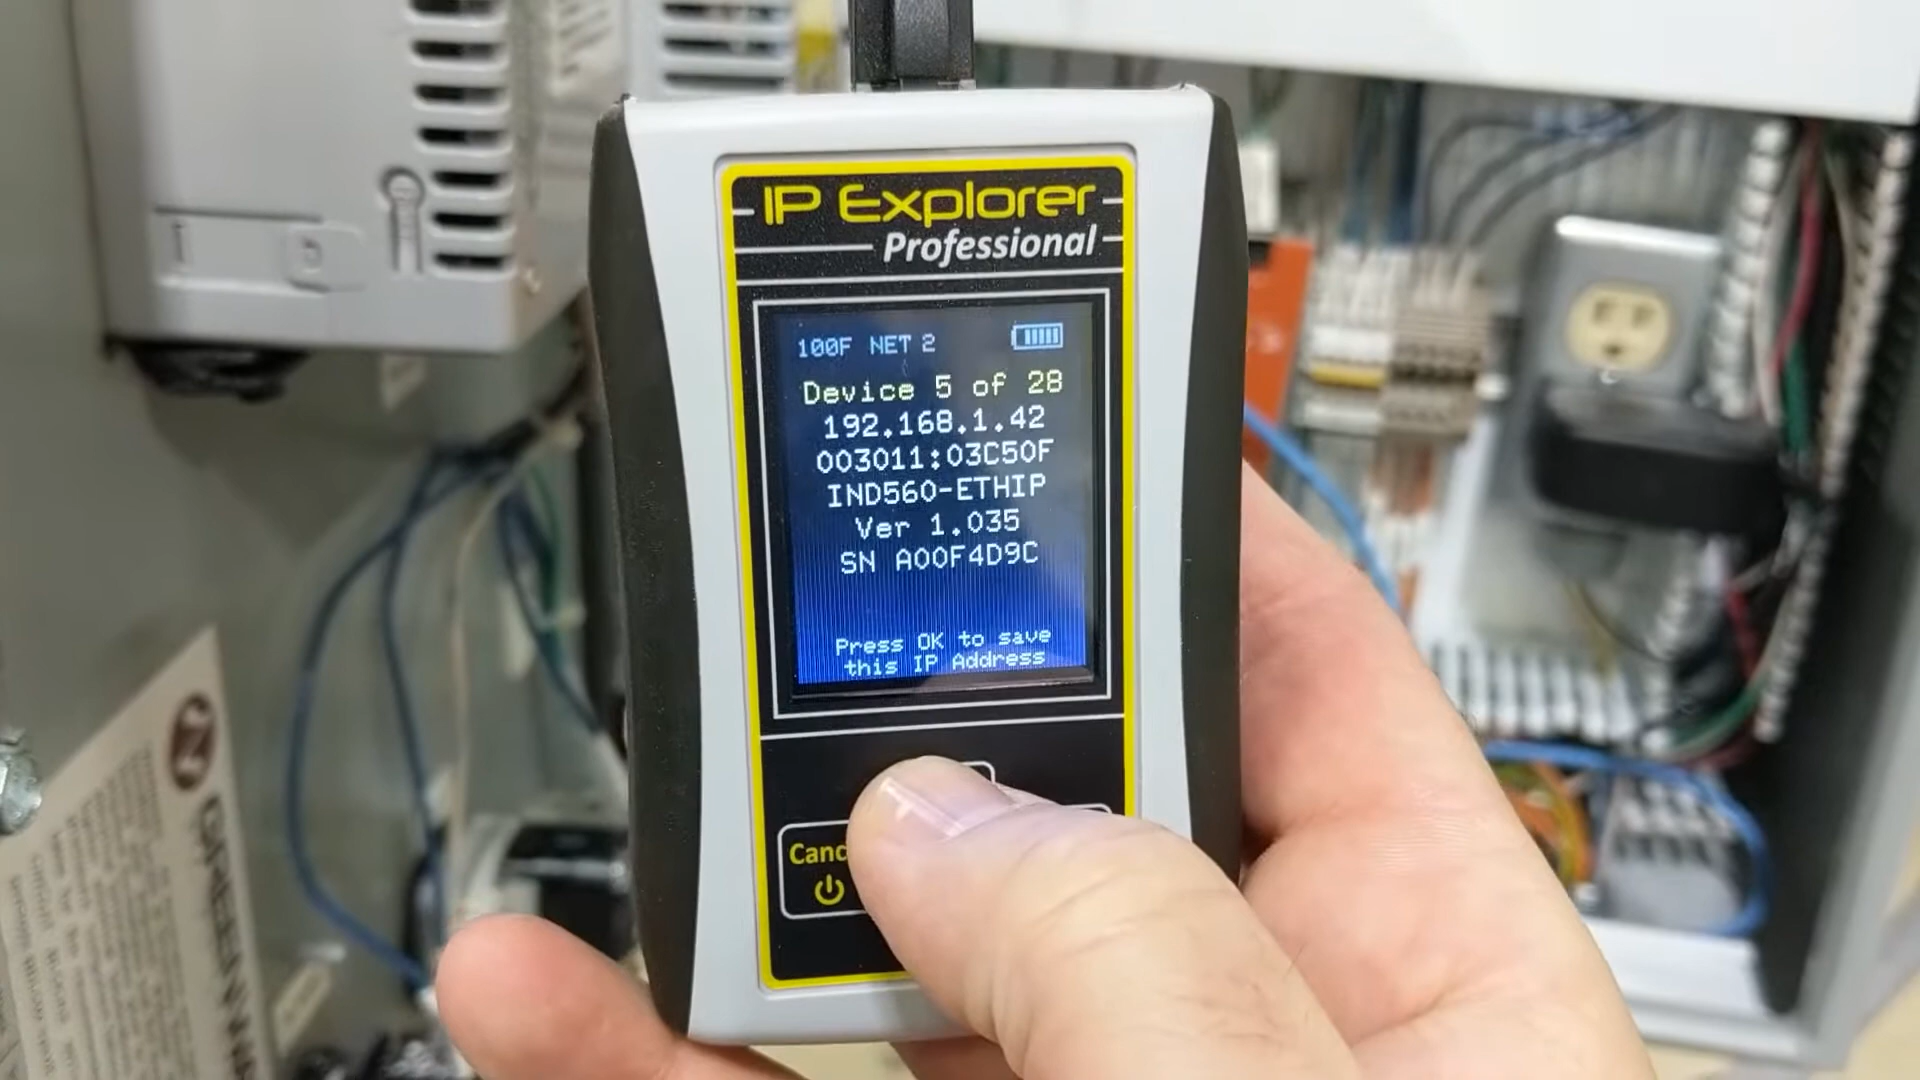 IP Explorer
Professional
100F NET 2
Device 5 of 28
192.168.1.42
003011:03C50F
IND560-ETHIP
Ver 1.035
SN A00F4D9C
Press OK to save
this IP Address
Canc